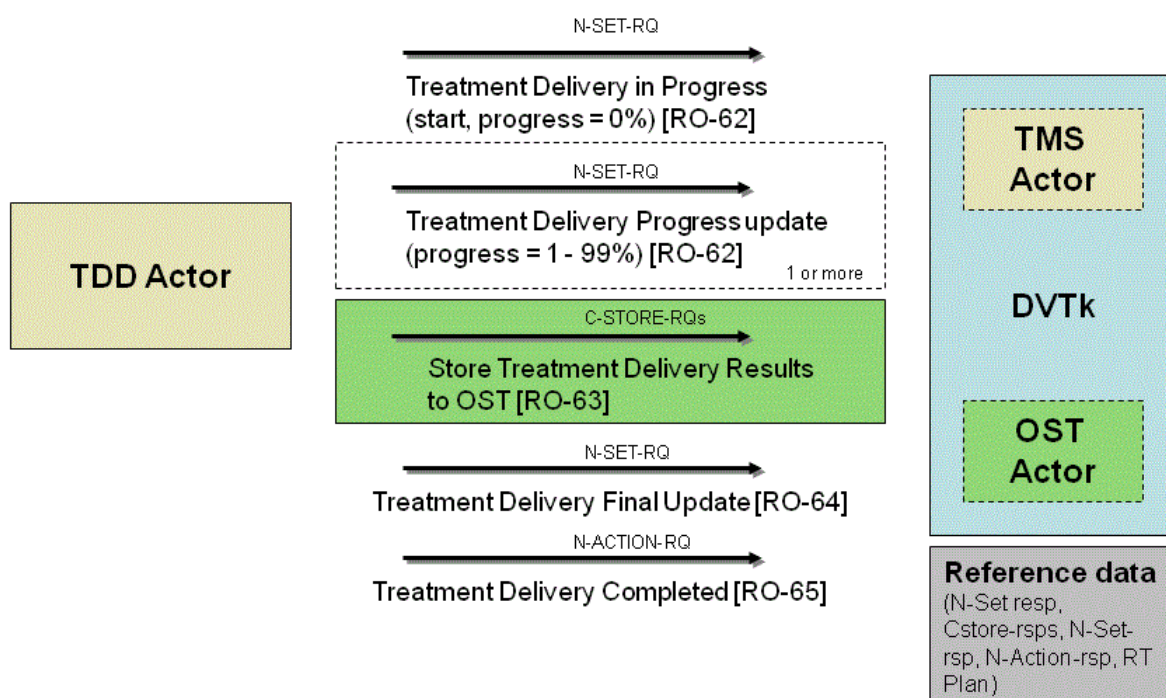 N-SET-RQ
Treatment Delivery in Progress
(start, progress = 0%) [RO-62]
N-SET-RQ
Treatment Delivery Progress update
(progress = 1 - 99%) [RO-62]
1 or more
TDD Actor
C-STORE-RQs
Store Treatment Delivery Results
to OST [RO-63]
N-SET-RQ
Treatment Delivery Final Update [RO-64]
N-ACTION-RQ
Treatment Delivery Completed [RO-65]
TMS
Actor
DVTk
OST
Actor
Reference data
(N-Set resp,
Cstore-rsps, N-Set-
rsp, N-Action-rsp, RT
Plan)